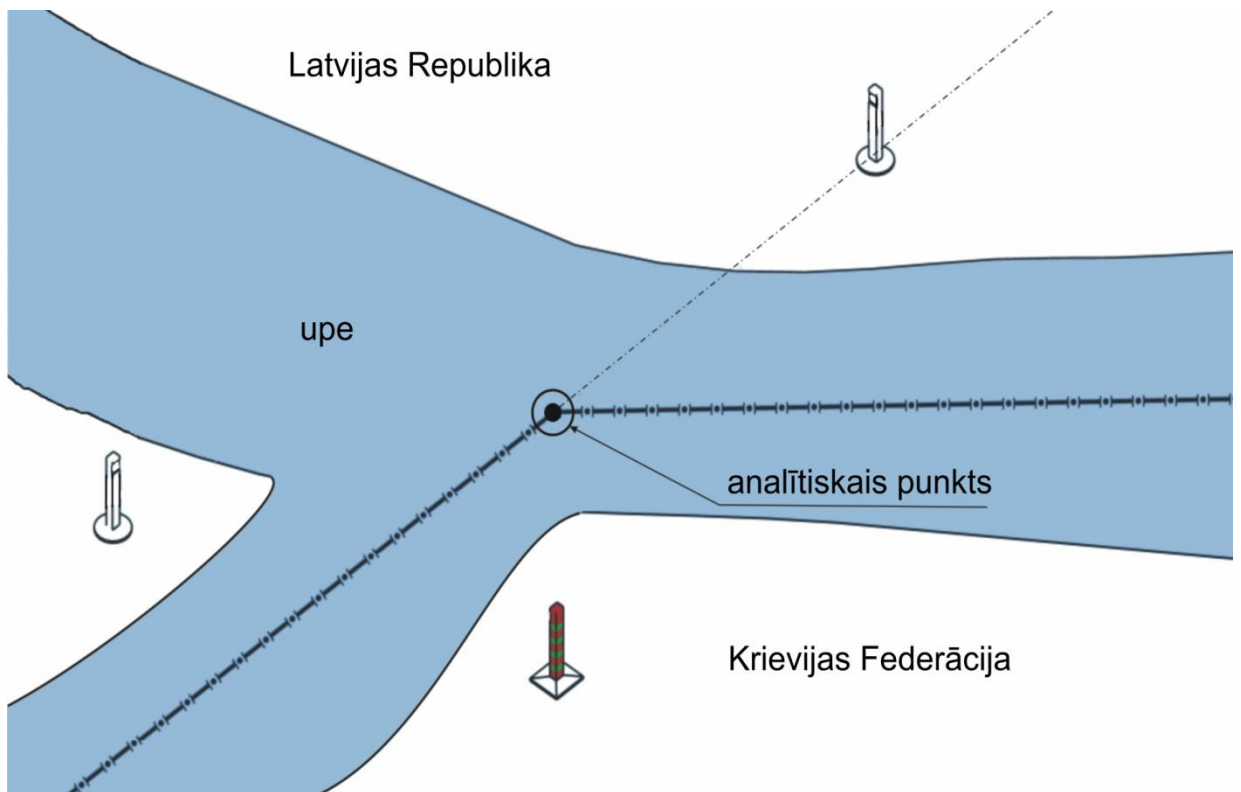 Latvijas Republika
upe
analītiskais punkts
Krievijas Federācija